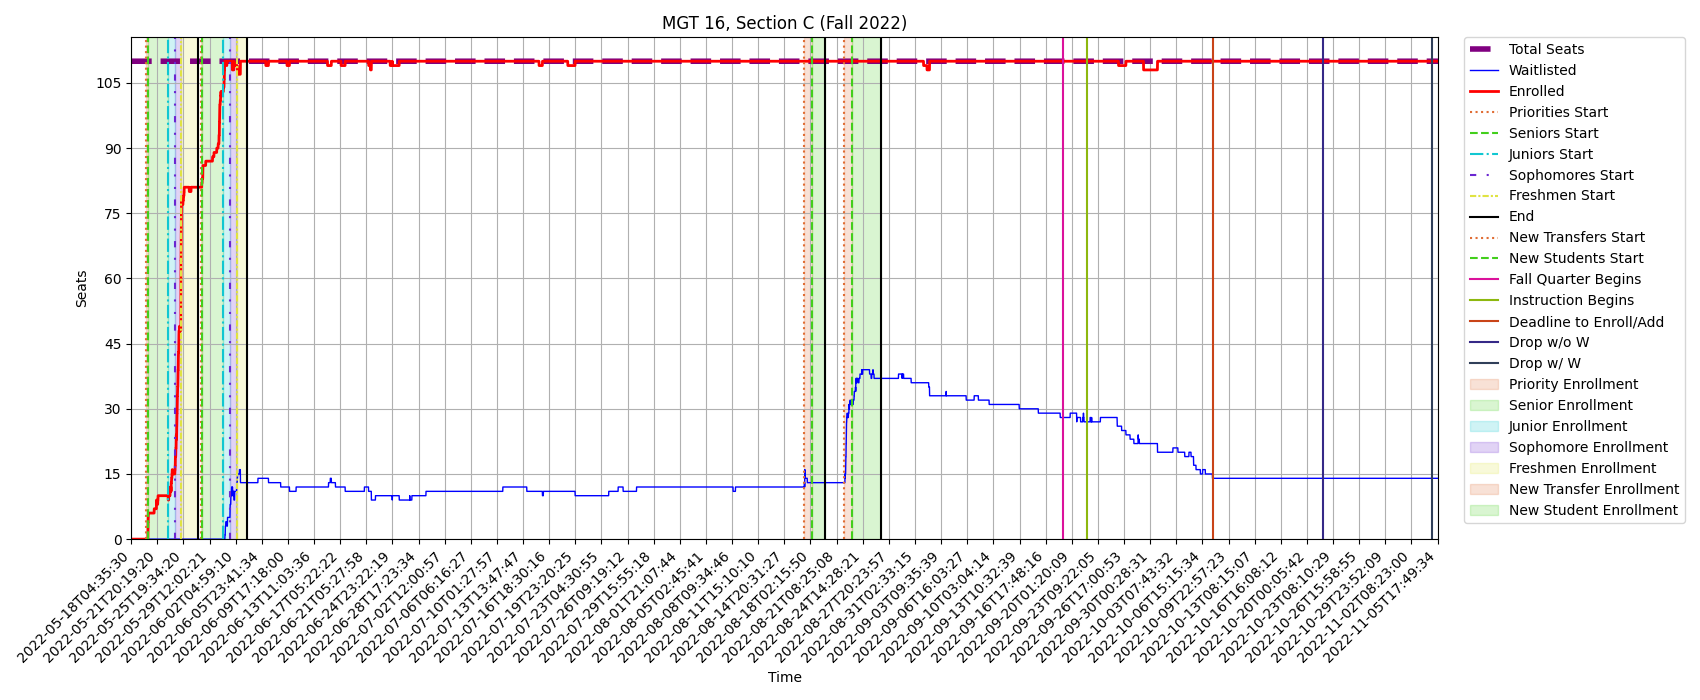 MGT 16, Section C (Fall 2022)
Seats
105
90
75
60
45
30
15
0
2022-05-18T04:35:30
2022-05-21T20:19:20
2022-05-25T19:34:20
2022-05-29T12:02:21
2022-06-02T04:59:10
2022-06-05T23:41:34
2022-06-09T17:18:00
2022-06-13T11:03:36
2022-06-17T05:22:22
2022-06-21T05:27:58
2022-06-24T23:22:19
2022-06-28T17:23:34
2022-07-02T12:00:57
2022-07-06T06:16:27
2022-07-10T01:27:57
2022-07-13T13:47:47
2022-07-16T18:30:16
2022-07-19T23:20:25
2022-07-23T04:30:55
2022-07-26T09:19:12
2022-07-29T15:55:18
2022-08-01T21:07:44
2022-08-05T02:45:41
2022-08-08T09:34:46
2022-08-11T15:10:10
2022-08-14T20:31:27
2022-08-18T02:15:50
2022-08-21T08:25:08
2022-08-24T14:28:21
2022-08-27T20:23:57
2022-08-31T02:33:15
2022-09-03T09:35:39
2022-09-06T16:03:27
2022-09-10T03:04:14
2022-09-13T10:32:39
2022-09-16T17:48:16
2022-09-20T01:20:09
2022-09-23T09:22:05
2022-09-26T17:00:53
2022-09-30T00:28:31
2022-10-03T07:43:32
2022-10-06T15:15:34
2022-10-09T22:57:23
2022-10-13T08:15:07
2022-10-16T16:08:12
2022-10-20T00:05:42
2022-10-23T08:10:29
2022-10-26T15:58:55
2022-10-29T23:52:09
2022-11-02T08:23:00
2022-11-05T17:49:34
Time
Total Seats
Waitlisted
Enrolled
Priorities Start
Seniors Start
Juniors Start
Sophomores Start
Freshmen Start
End
New Transfers Start
New Students Start
Fall Quarter Begins
Instruction Begins
Deadline to Enroll/Add
Drop w/o W
Drop w/ W
Priority Enrollment
Senior Enrollment
Junior Enrollment
Sophomore Enrollment
Freshmen Enrollment
New Transfer Enrollment
New Student Enrollment